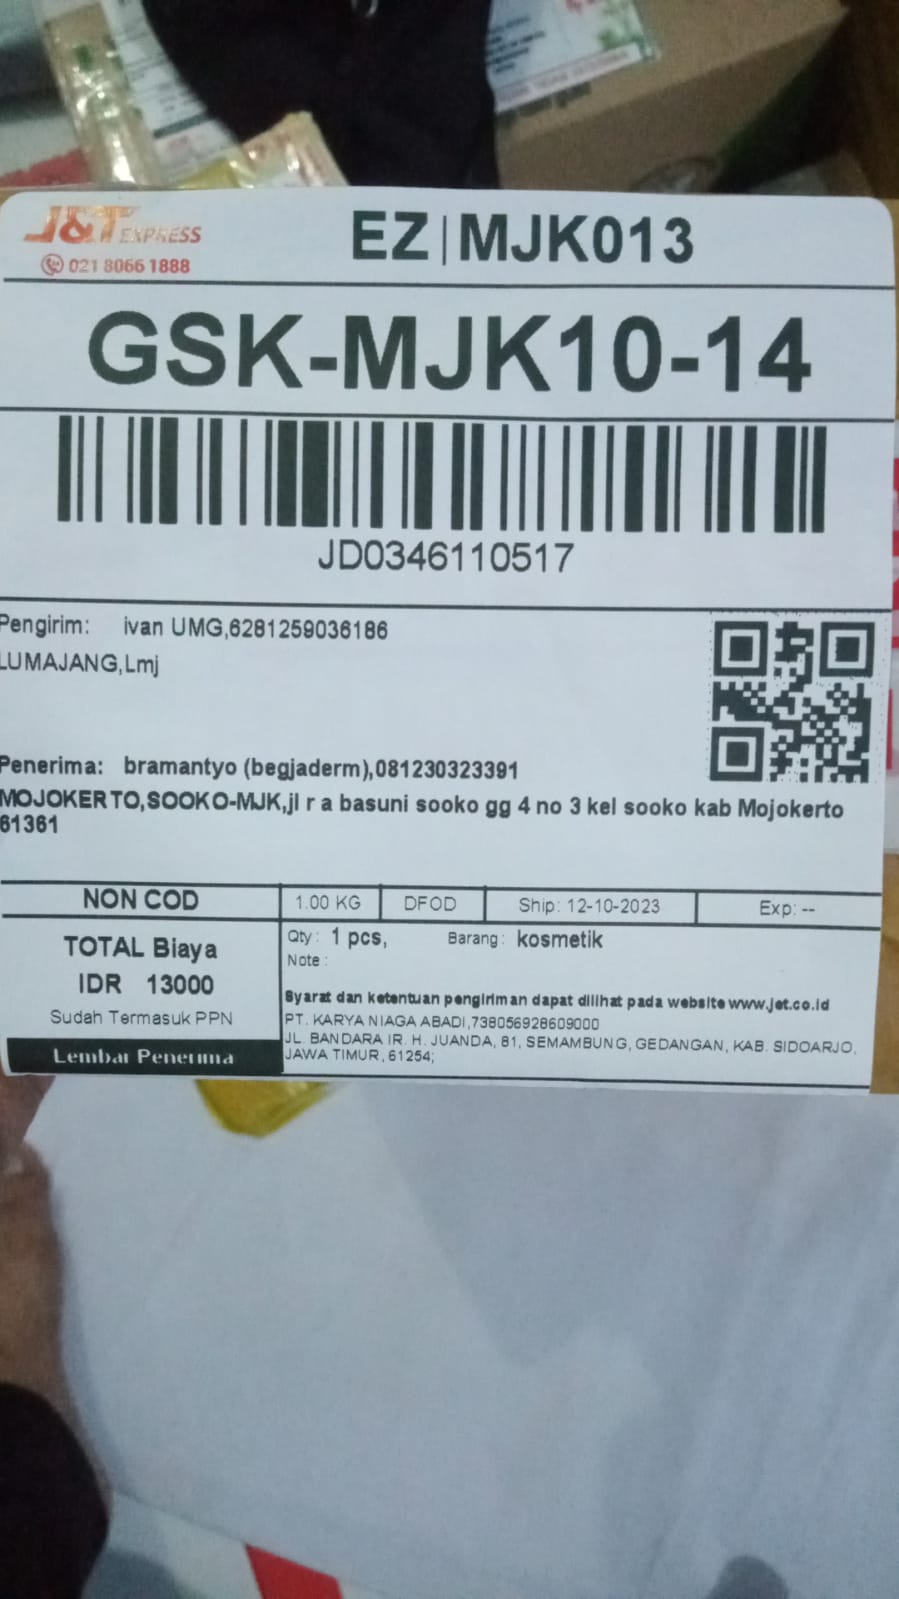 J&T EXPRESS
021 8066 1888
EZ|MJK013
GSK-MJK10-14
JD0346110517
Pengirim: ivan UMG,6281259036186
LUMAJANG,Lmj
Penerima: bramantyo (begjaderm),081230323391
MOJOKERTO,SOOKO-MJK,jl r a basuni sooko gg 4 no 3 kel sooko kab Mojokerto
61361
NON COD
1.00 KG
DFOD
Ship: 12-10-2023
Exp: --
TOTAL Biaya
IDR 13000
Sudah Termasuk PPN
Lembar Penerima
Qty : 1 pcs, Barang : kosmetik
Note :
Syarat dan ketentuan pengiriman dapat dilihat pada website www.jet.co.id
PT. KARYA NIAGA ABADI,738056928609000
JL. BANDARA IR. H. JUANDA, 81, SEMAMBUNG, GEDANGAN, KAB. SIDOARJO,
JAWA TIMUR, 61254;